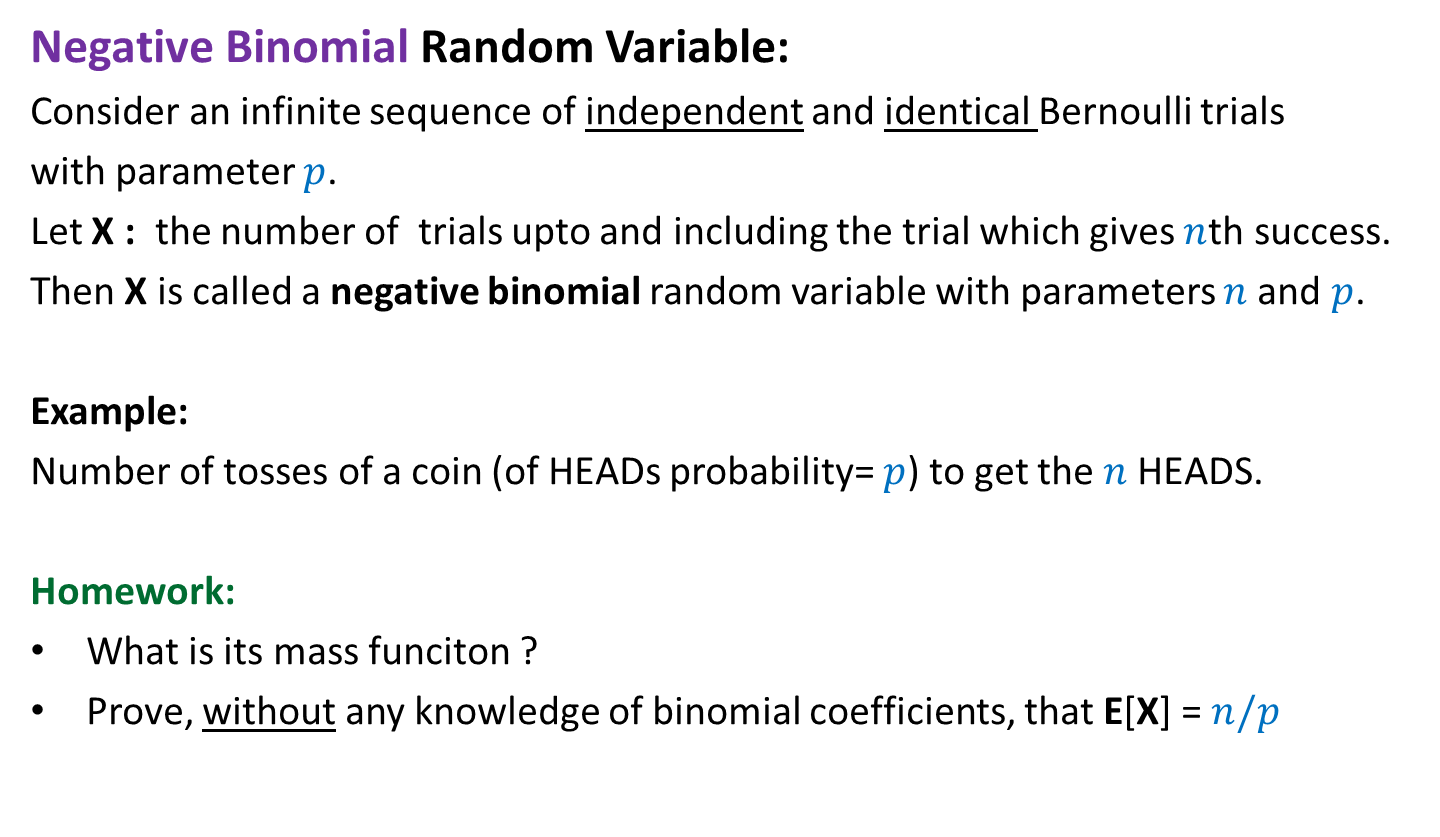 Negative Binomial Random Variable:
Consider an infinite sequence of independent and identical Bernoulli trials
with parameter p.
Let X : the number of trials upto and including the trial which gives nth success.
Then X is called a negative binomial random variable with parameters n and p.
Example:
Number of tosses of a coin (of HEADs probability= p) to get the n HEADS.
Homework:
• What is its mass funciton ?
• Prove, without any knowledge of binomial coefficients, that E[X] = n/p